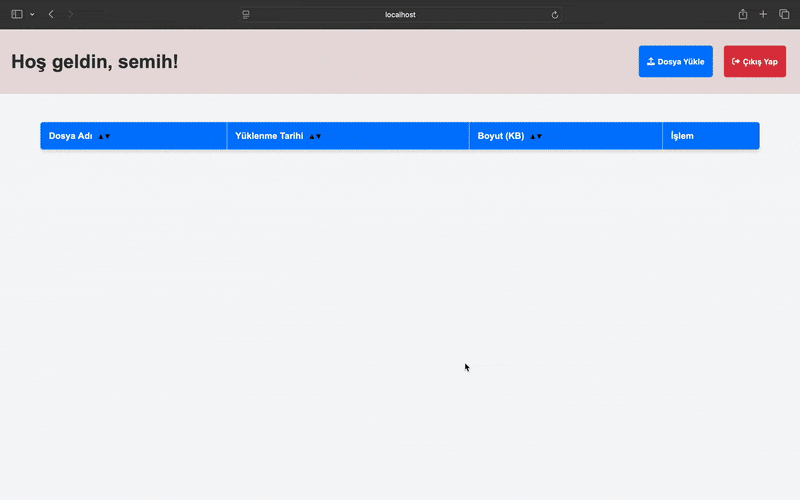 localhost
Hoş geldin, semih!
Dosya Yükle
Çıkış Yap
Dosya Adı ▲▼
Yüklenme Tarihi ▲▼
Boyut (KB) ▲▼
İşlem